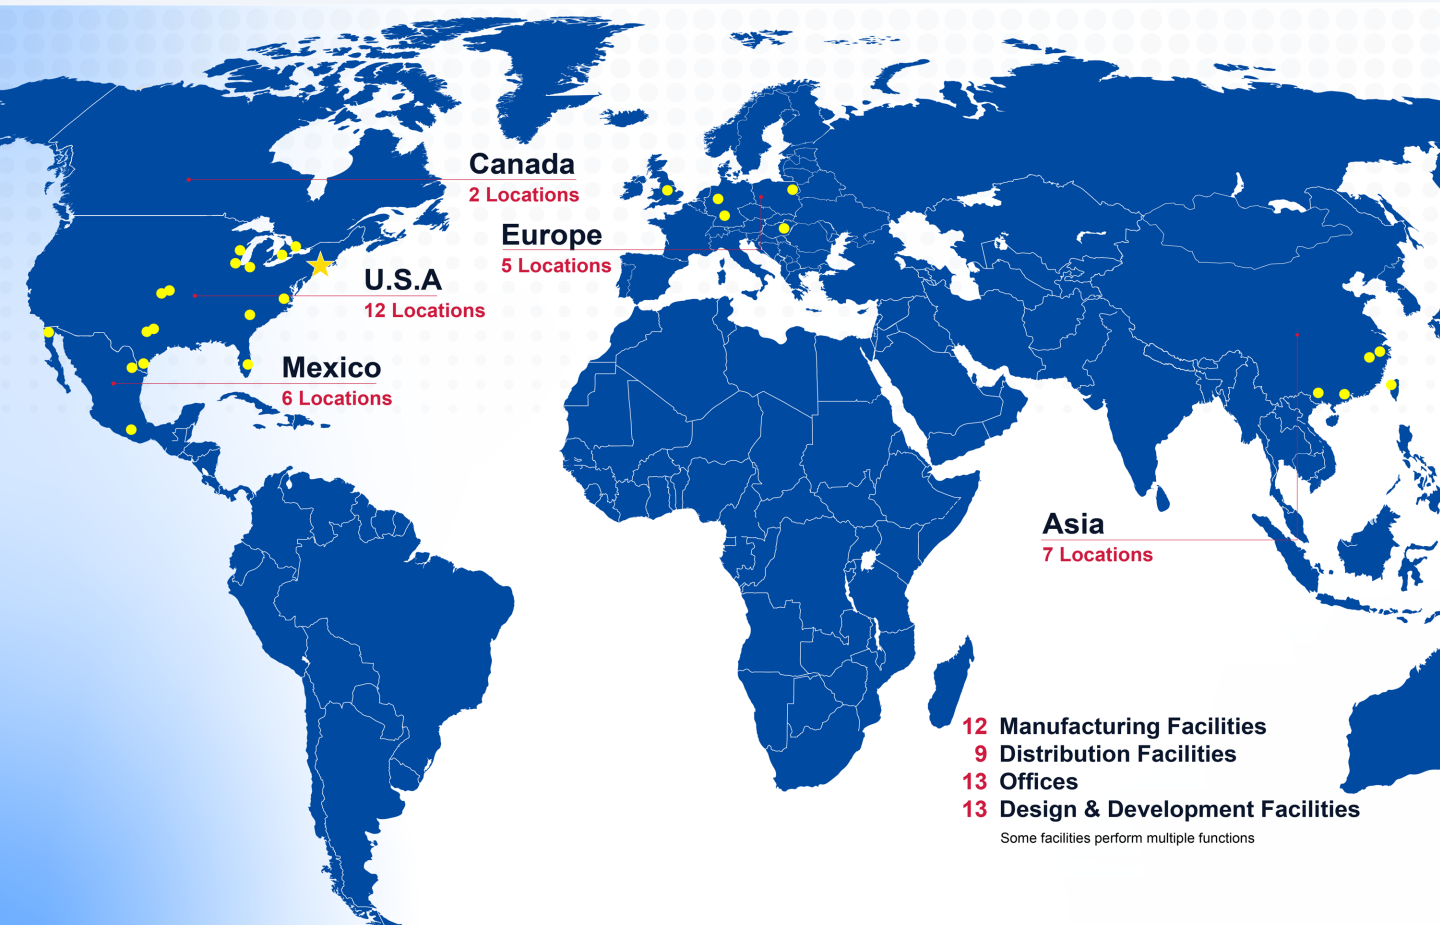 Canada
2 Locations
Europe
5 Locations
U.S.A
12 Locations
Mexico
6 Locations
Asia
7 Locations
12 Manufacturing Facilities
9 Distribution Facilities
13 Offices
13 Design & Development Facilities
Some facilities perform multiple functions